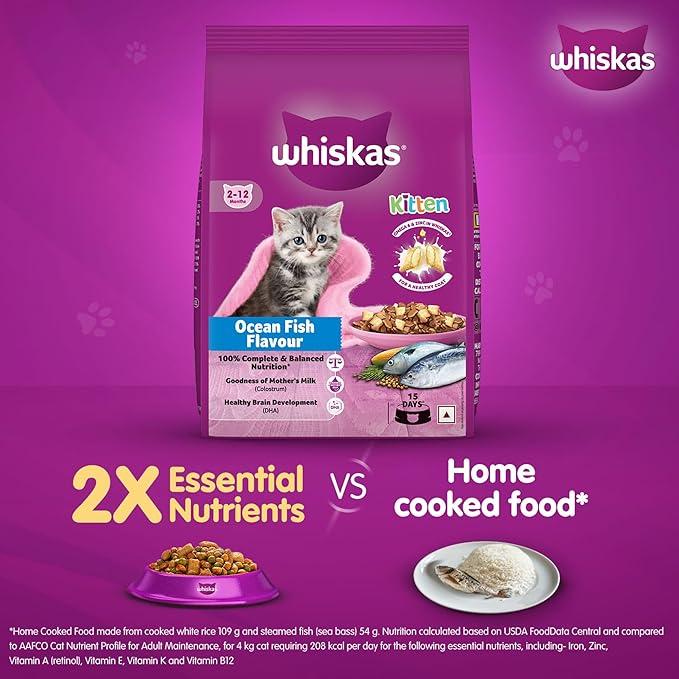 whiskas
whiskas®
2-12
Months
Kitten
OMEGA 6 & ZINC IN WHISKAS®
FOR A HEALTHY COAT
Ocean Fish
Flavour
100% Complete & Balanced
Nutrition*
Goodness of Mother's Milk
(Colostrum)
Healthy Brain Development
(DHA)
DHA
15
DAYS
2X Essential
Nutrients
VS
Home
cooked food*
whiskas
*Home Cooked Food made from cooked white rice 109 g and steamed fish (sea bass) 54 g. Nutrition calculated based on USDA FoodData Central and compared
to AAFCO Cat Nutrient Profile for Adult Maintenance, for 4 kg cat requiring 208 kcal per day for the following essential nutrients, including- Iron, Zinc,
Vitamin A (retinol), Vitamin E, Vitamin K and Vitamin B12